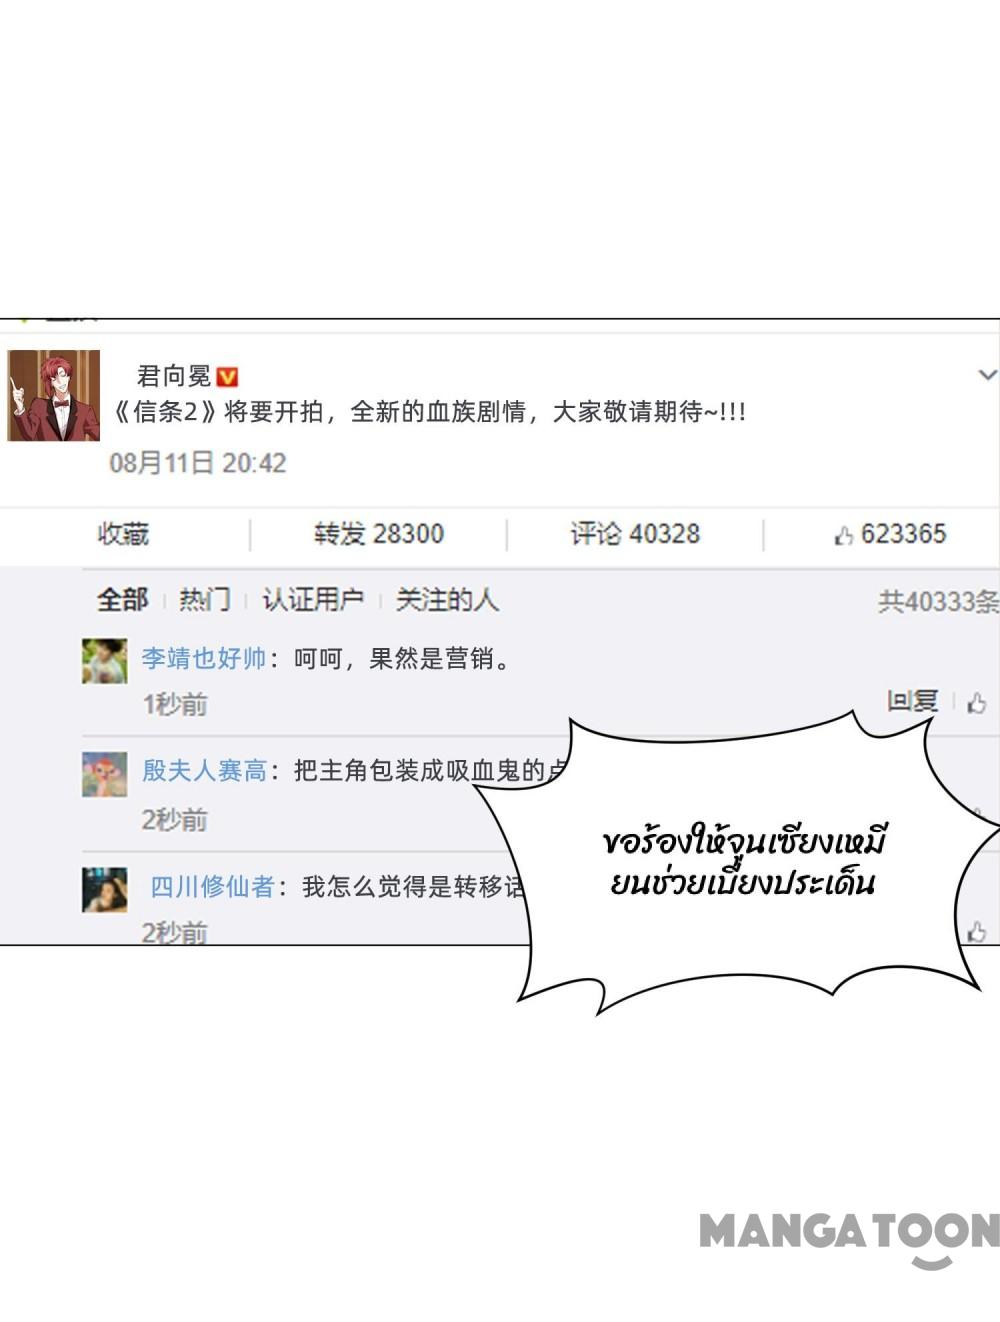 君向冕
《信条2》将要开拍，全新的血族剧情，大家敬请期待~!!!
08月11日 20:42
收藏 转发 28300 评论 40328 623365
全部 热门 认证用户 关注的人 共40333条
李靖也好帅：呵呵，果然是营销。
1秒前 回复
殷夫人赛高：把主角包装成吸血鬼的点
2秒前
ขอร้องให้จูนเซียงเหมี
ยนช่วยเบี่ยงประเด็น
四川修仙者：我怎么觉得是转移话
2秒前
MANGATOON